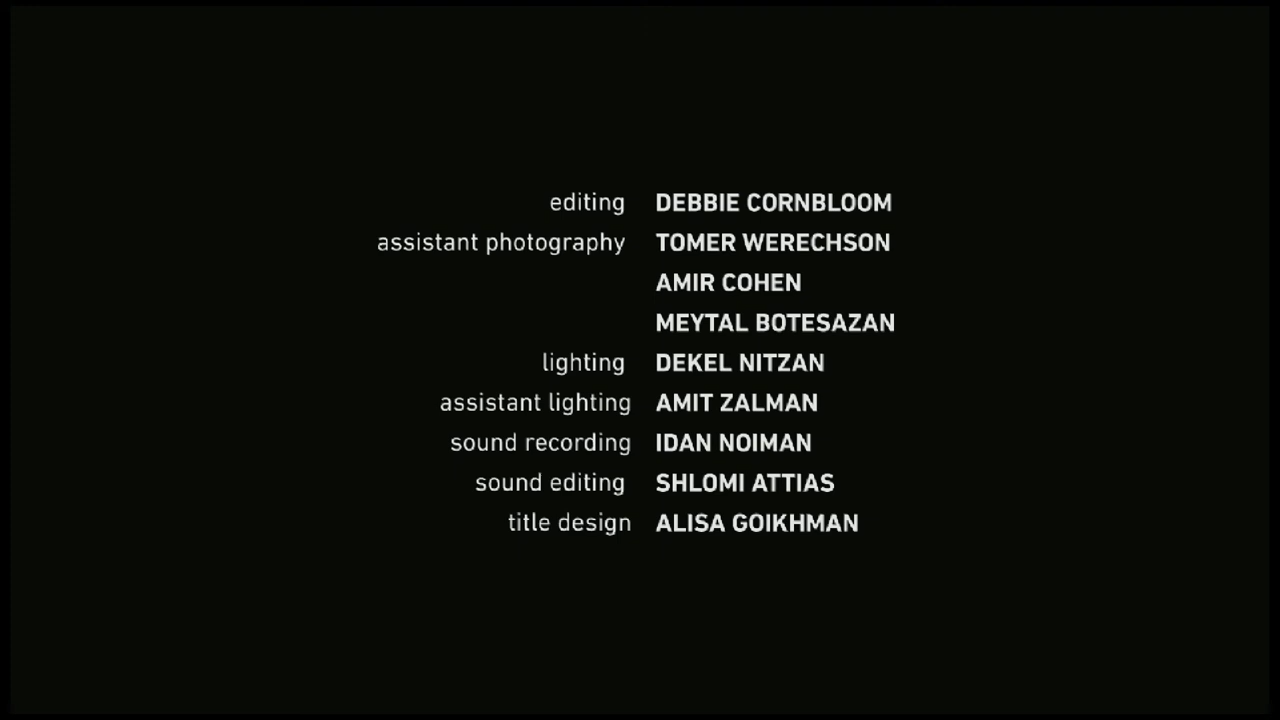 editing DEBBIE CORNBLOOM
assistant photography TOMER WERECHSON
AMIR COHEN
MEYTAL BOTESAZAN
lighting DEKEL NITZAN
assistant lighting AMIT ZALMAN
sound recording IDAN NOIMAN
sound editing SHLOMI ATTIAS
title design ALISA GOIKHMAN